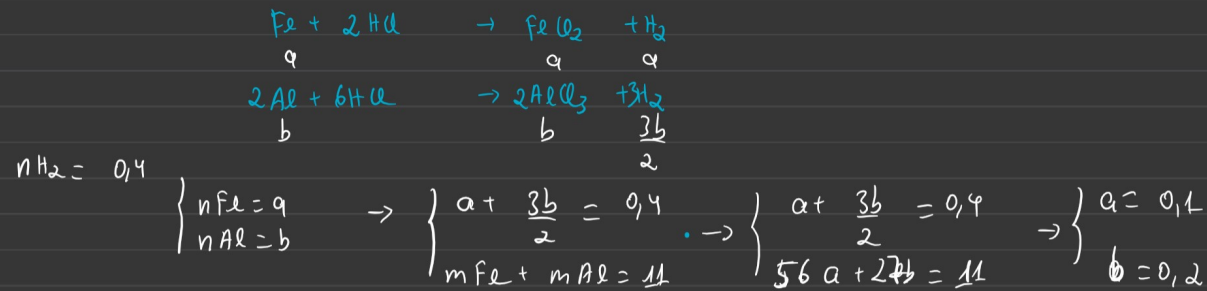 Fe + 2HCl → FeCl₂ + H₂
a a a
2Al + 6HCl → 2AlCl₃ + 3H₂
b b 3b/2
nH₂ = 0,4
{ nFe = a → { a + 3b/2 = 0,4 → { a + 3b/2 = 0,4 → { a = 0,1
nAl = b mFe + mAl = 11 56a + 27b = 11 b = 0,2